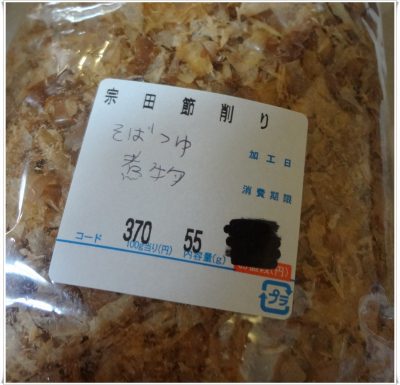 宗田節削り
そばつゆ
煮物
加工日
消費期限
370 55
コード 100g当り(円) 内容量(g)
プラ